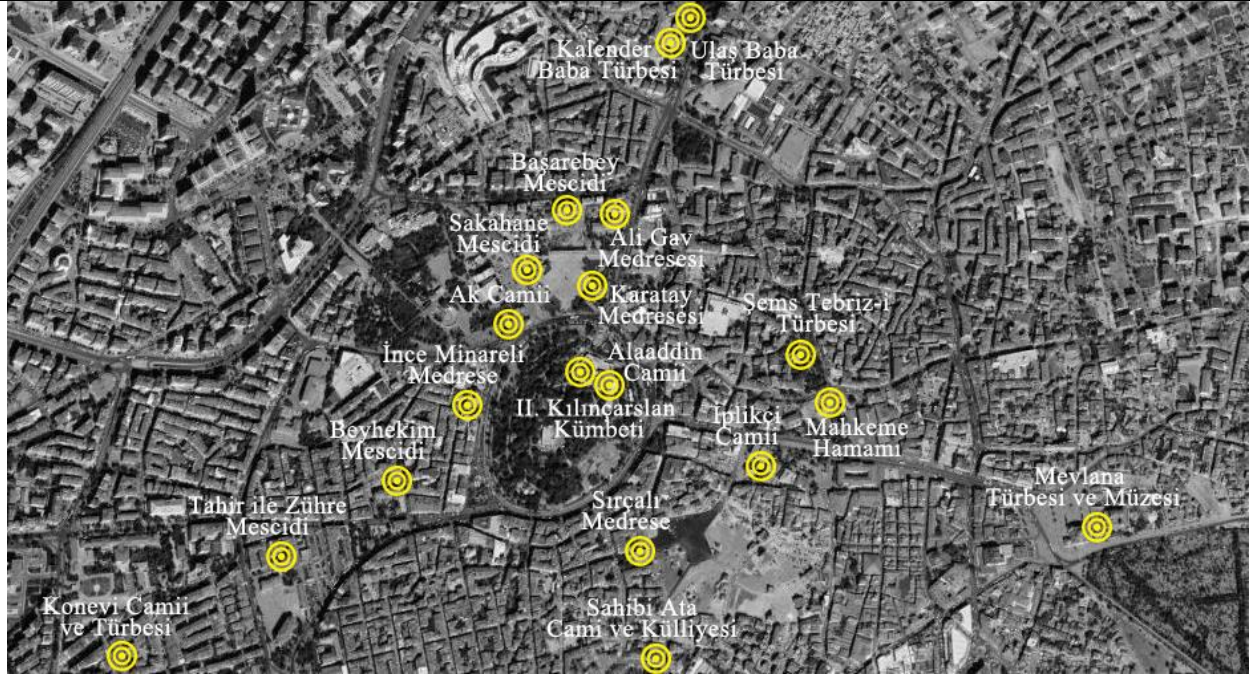 Kalender
Baba Türbesi
Ulaş Baba
Türbesi
Başarebey
Mescidi
Sakahane
Mescidi
Ali Gav
Medresesi
Ak Camii
Karatay
Medresesi
Şems Tebriz-i
Türbesi
İnce Minareli
Medrese
Alaaddin
Camii
II. Kılınçarslan
Kümbeti
İplikçi
Camii
Mahkeme
Hamamı
Beyhekim
Mescidi
Mevlana
Türbesi ve Müzesi
Tahir ile Zühre
Mescidi
Sırçalı
Medrese
Konevi Camii
ve Türbesi
Sahibi Ata
Cami ve Külliyesi